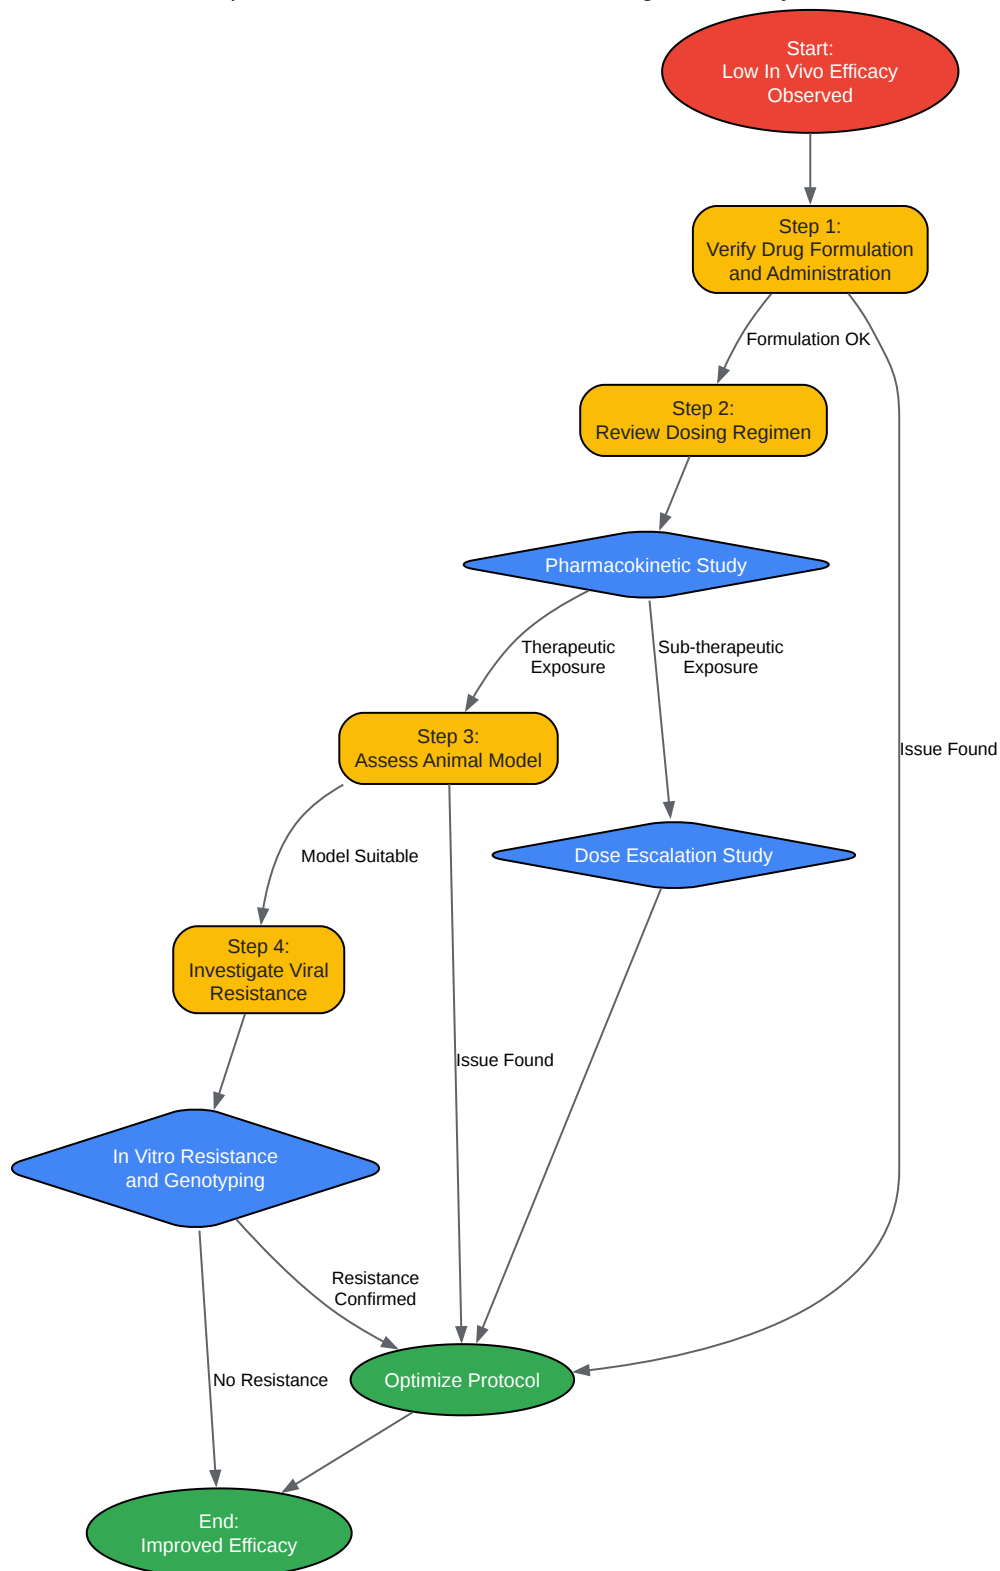 Start:
Low In Vivo Efficacy
Observed
Step 1:
Verify Drug Formulation
and Administration
Formulation OK
Step 2:
Review Dosing Regimen
Pharmacokinetic Study
Therapeutic
Exposure
Sub-therapeutic
Exposure
Step 3:
Assess Animal Model
Issue Found
Model Suitable
Dose Escalation Study
Step 4:
Investigate Viral
Resistance
Issue Found
In Vitro Resistance
and Genotyping
Resistance
Confirmed
No Resistance
Optimize Protocol
End:
Improved Efficacy